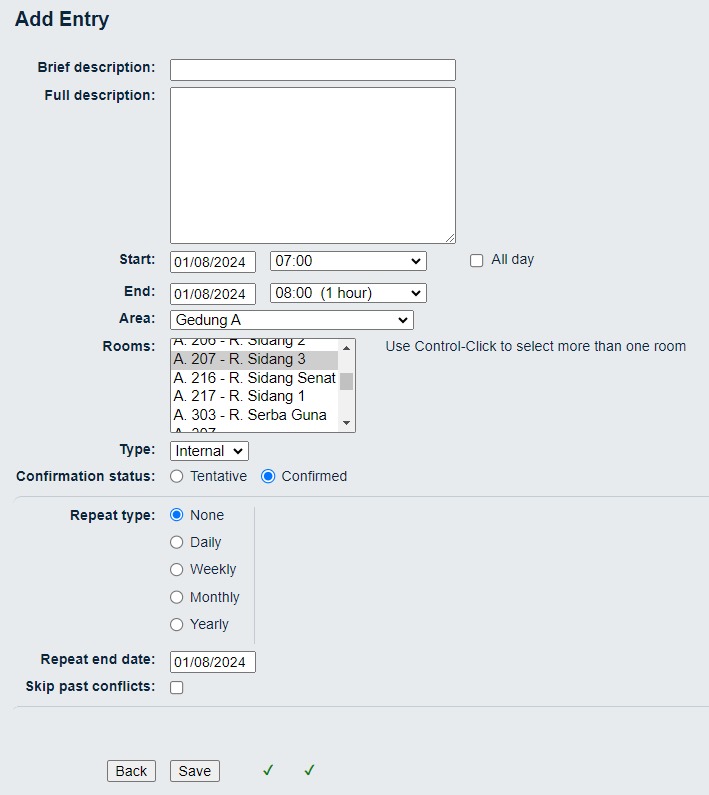 Add Entry
Brief description:
Full description:
Start: 01/08/2024 07:00 All day
End: 01/08/2024 08:00 (1 hour)
Area: Gedung A
Rooms: Use Control-Click to select more than one room
A. 206 - R. Sidang 2
A. 207 - R. Sidang 3
A. 216 - R. Sidang Senat
A. 217 - R. Sidang 1
A. 303 - R. Serba Guna
Type: Internal
Confirmation status: Tentative Confirmed
Repeat type: None
Daily
Weekly
Monthly
Yearly
Repeat end date: 01/08/2024
Skip past conflicts:
Back Save ✓ ✓